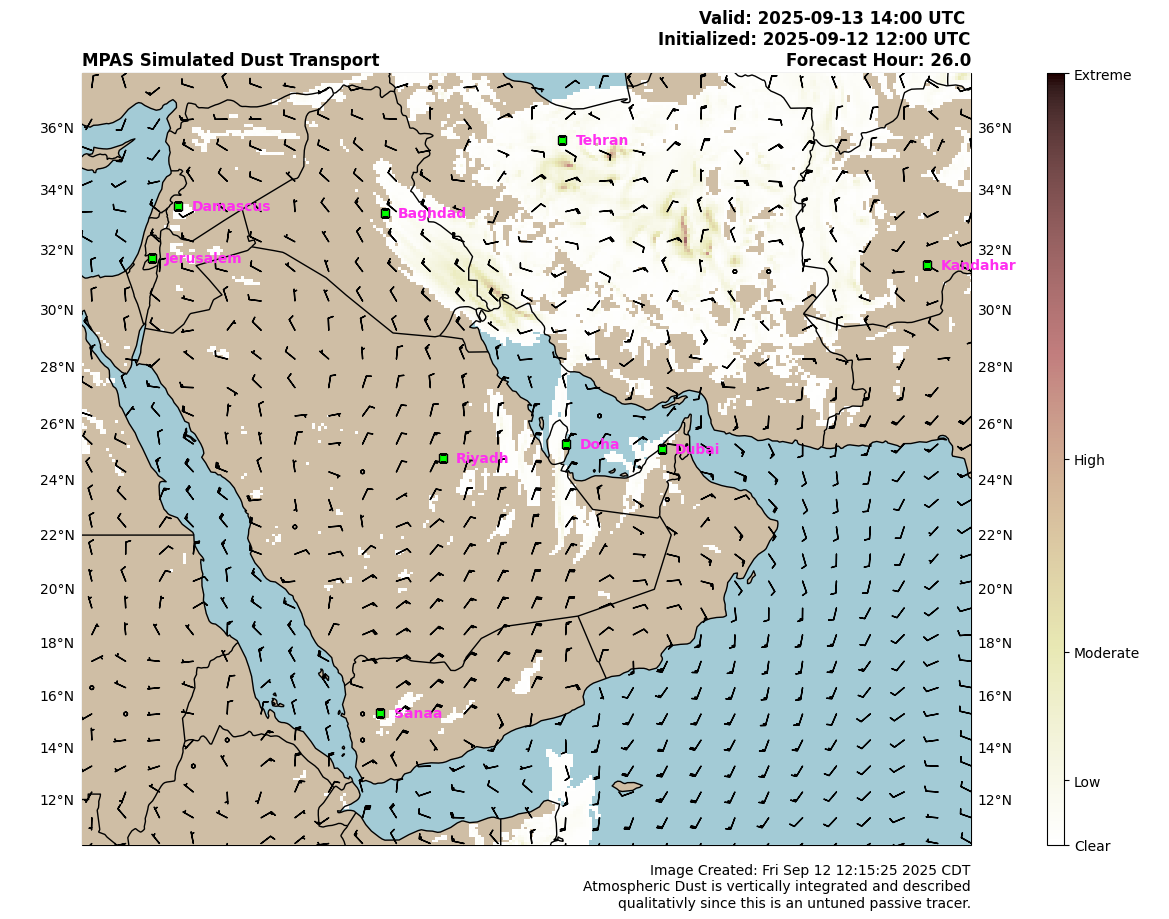 Valid: 2025-09-13 14:00 UTC
Initialized: 2025-09-12 12:00 UTC
MPAS Simulated Dust Transport
Forecast Hour: 26.0
Extreme
High
Moderate
Low
Clear
36°N
34°N
32°N
30°N
28°N
26°N
24°N
22°N
20°N
18°N
16°N
14°N
12°N
36°N
34°N
32°N
30°N
28°N
26°N
24°N
22°N
20°N
18°N
16°N
14°N
12°N
Tehran
Damascus
Baghdad
Jerusalem
Kandahar
Doha
Dubai
Riyadh
Sanaa
Image Created: Fri Sep 12 12:15:25 2025 CDT
Atmospheric Dust is vertically integrated and described
qualitativly since this is an untuned passive tracer.